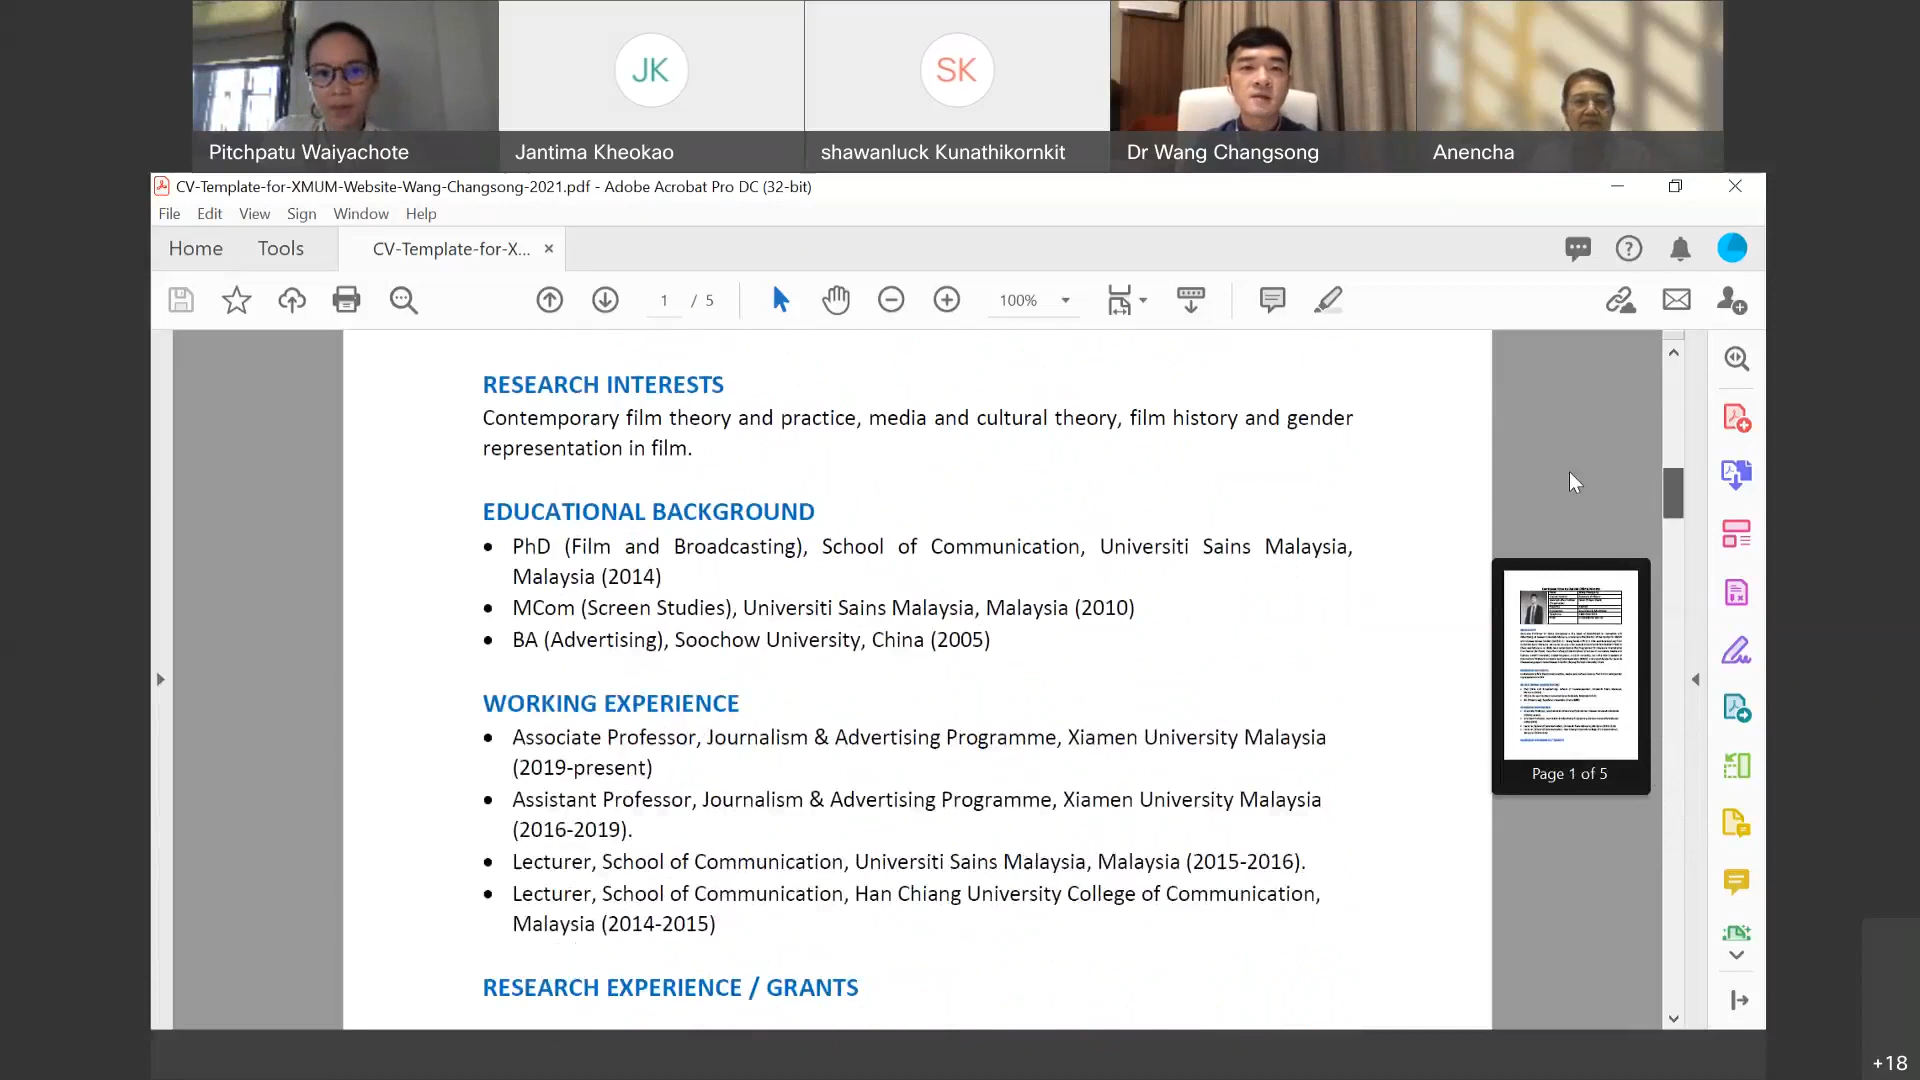 JK
SK
Pitchpatu Waiyachote
Jantima Kheokao
shawanluck Kunathikornkit
Dr Wang Changsong
Anencha
CV-Template-for-XMUM-Website-Wang-Changsong-2021.pdf - Adobe Acrobat Pro DC (32-bit)
File Edit View Sign Window Help
Home Tools CV-Template-for-X... ×
1 / 5 100%
RESEARCH INTERESTS
Contemporary film theory and practice, media and cultural theory, film history and gender
representation in film.
EDUCATIONAL BACKGROUND
• PhD (Film and Broadcasting), School of Communication, Universiti Sains Malaysia,
Malaysia (2014)
• MCom (Screen Studies), Universiti Sains Malaysia, Malaysia (2010)
• BA (Advertising), Soochow University, China (2005)
WORKING EXPERIENCE
• Associate Professor, Journalism & Advertising Programme, Xiamen University Malaysia
(2019-present)
• Assistant Professor, Journalism & Advertising Programme, Xiamen University Malaysia
(2016-2019).
• Lecturer, School of Communication, Universiti Sains Malaysia, Malaysia (2015-2016).
• Lecturer, School of Communication, Han Chiang University College of Communication,
Malaysia (2014-2015)
RESEARCH EXPERIENCE / GRANTS
Page 1 of 5
+18